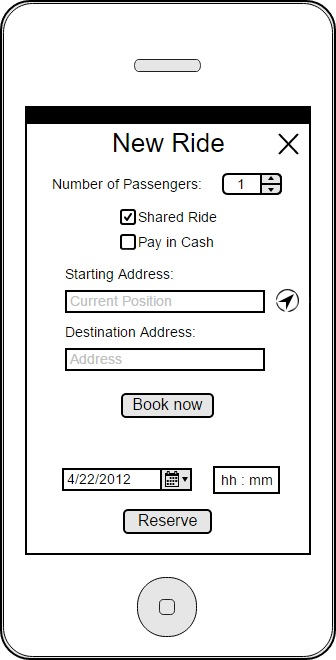 New Ride
Number of Passengers: 1
Shared Ride
Pay in Cash
Starting Address:
Current Position
Destination Address:
Address
Book now
4/22/2012 hh : mm
Reserve